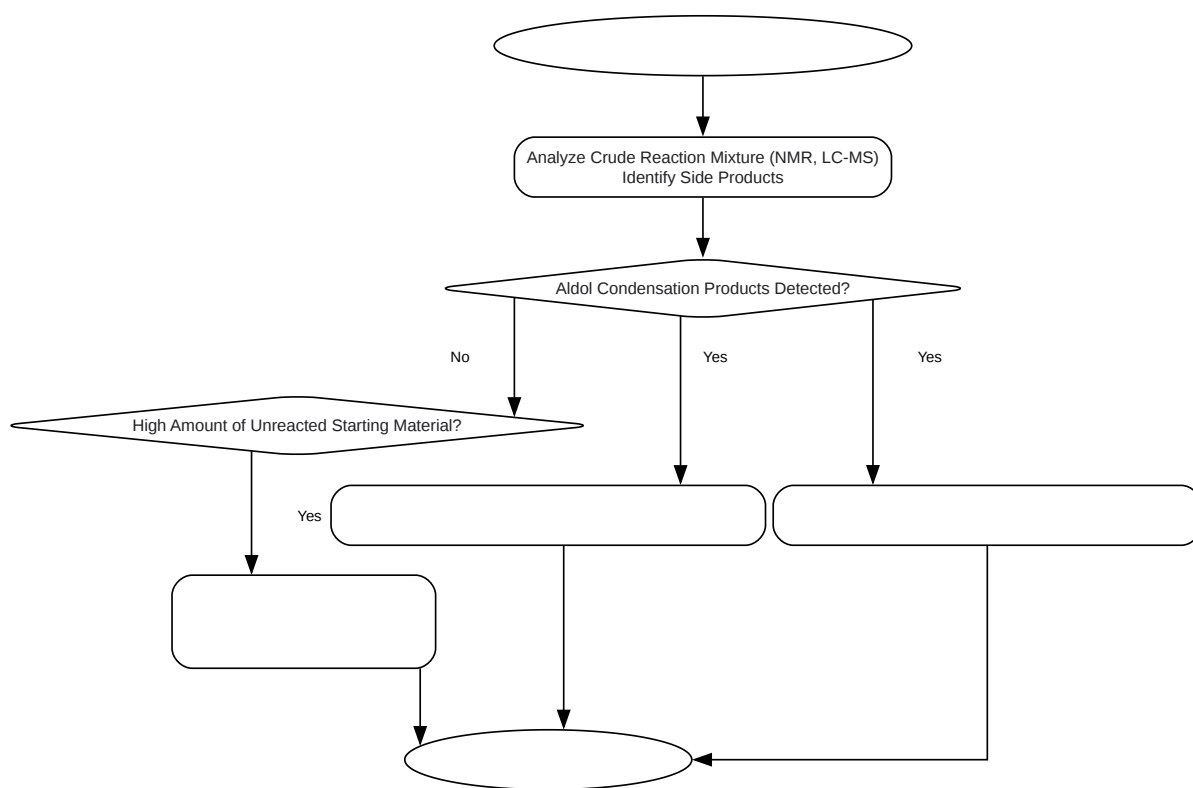 Analyze Crude Reaction Mixture (NMR, LC-MS)
Identify Side Products
Aldol Condensation Products Detected?
No
Yes
Yes
High Amount of Unreacted Starting Material?
Yes